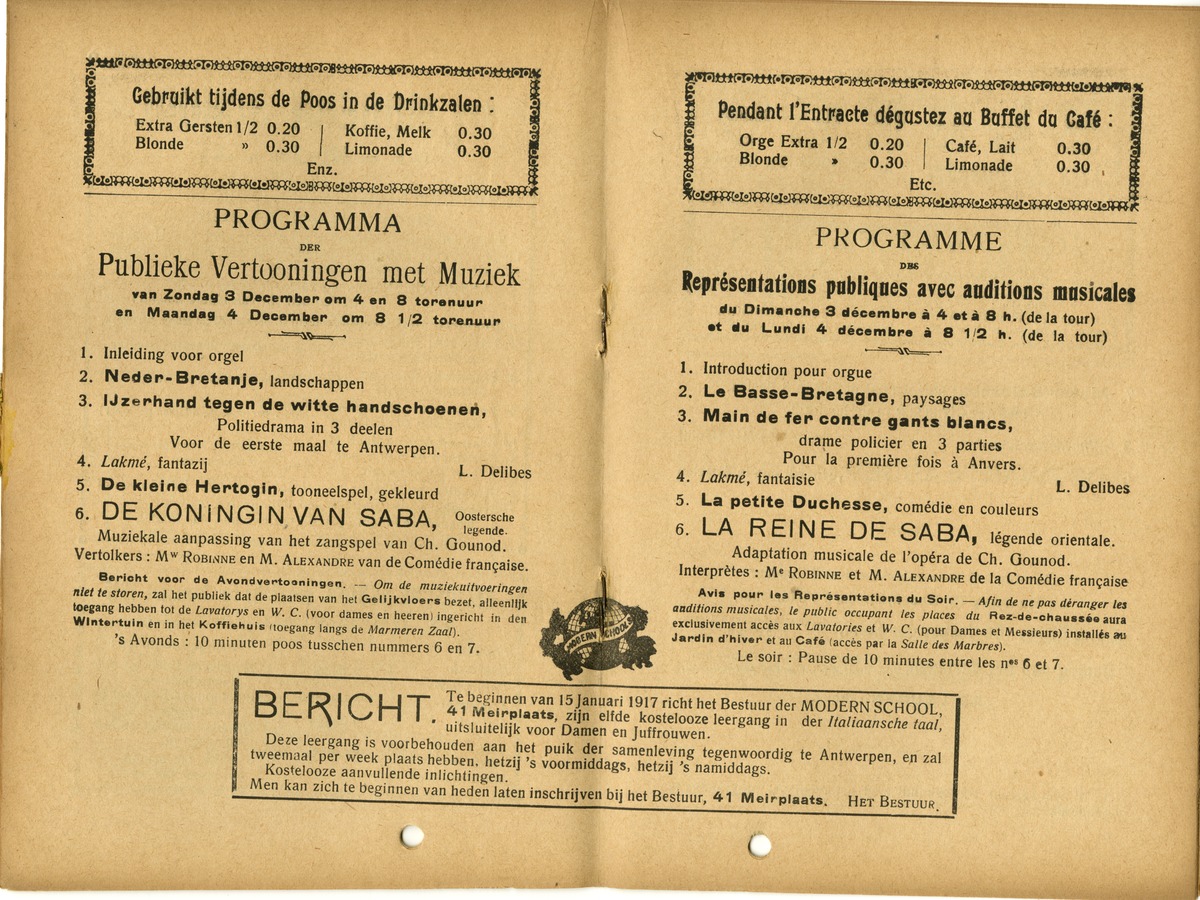 Gebruikt tijdens de Poos in de Drinkzalen :
Extra Gersten 1/2 0.20 | Koffie, Melk 0.30
Blonde » 0.30 | Limonade 0.30
Enz.
PROGRAMMA
DER
Publieke Vertooningen met Muziek
van Zondag 3 December om 4 en 8 torenuur
en Maandag 4 December om 8 1/2 torenuur
1. Inleiding voor orgel
2. Neder-Bretanje, landschappen
3. IJzerhand tegen de witte handschoenen,
Politiedrama in 3 deelen
Voor de eerste maal te Antwerpen.
4. Lakmé, fantazij L. Delibes
5. De kleine Hertogin, tooneelspel, gekleurd
6. DE KONINGIN VAN SABA, Oostersche legende.
Muziekale aanpassing van het zangspel van Ch. Gounod.
Vertolkers : Mw ROBINNE en M. ALEXANDRE van de Comédie française.
Bericht voor de Avondvertooningen. — Om de muziekuitvoeringen
niet te storen, zal het publiek dat de plaatsen van het Gelijkvloers bezet, alleenlijk
toegang hebben tot de Lavatorys en W. C. (voor dames en heeren) ingericht in den
Wintertuin en in het Koffiehuis (toegang langs de Marmeren Zaal).
's Avonds : 10 minuten poos tusschen nummers 6 en 7.
Pendant l'Entracte dégustez au Buffet du Café :
Orge Extra 1/2 0.20 | Café, Lait 0.30
Blonde » 0.30 | Limonade 0.30
Etc.
PROGRAMME
DES
Représentations publiques avec auditions musicales
du Dimanche 3 décembre à 4 et à 8 h. (de la tour)
et du Lundi 4 décembre à 8 1/2 h. (de la tour)
1. Introduction pour orgue
2. Le Basse-Bretagne, paysages
3. Main de fer contre gants blancs,
drame policier en 3 parties
Pour la première fois à Anvers.
4. Lakmé, fantaisie L. Delibes
5. La petite Duchesse, comédie en couleurs
6. LA REINE DE SABA, légende orientale.
Adaptation musicale de l'opéra de Ch. Gounod.
Interprètes : Me ROBINNE et M. ALEXANDRE de la Comédie française
Avis pour les Représentations du Soir. — Afin de ne pas déranger les
auditions musicales, le public occupant les places du Rez-de-chaussée aura
exclusivement accès aux Lavatories et W. C. (pour Dames et Messieurs) installés au
Jardin d'hiver et au Café (accès par la Salle des Marbres).
Le soir : Pause de 10 minutes entre les nos 6 et 7.
MODERN SCHOOLS
BERICHT. Te beginnen van 15 Januari 1917 richt het Bestuur der MODERN SCHOOL,
41 Meirplaats, zijn elfde kostelooze leergang in der Italiaansche taal,
uitsluitelijk voor Damen en Juffrouwen.
Deze leergang is voorbehouden aan het puik der samenleving tegenwoordig te Antwerpen, en zal
tweemaal per week plaats hebben, hetzij 's voormiddags, hetzij 's namiddags.
Kostelooze aanvullende inlichtingen.
Men kan zich te beginnen van heden laten inschrijven bij het Bestuur, 41 Meirplaats. HET BESTUUR.